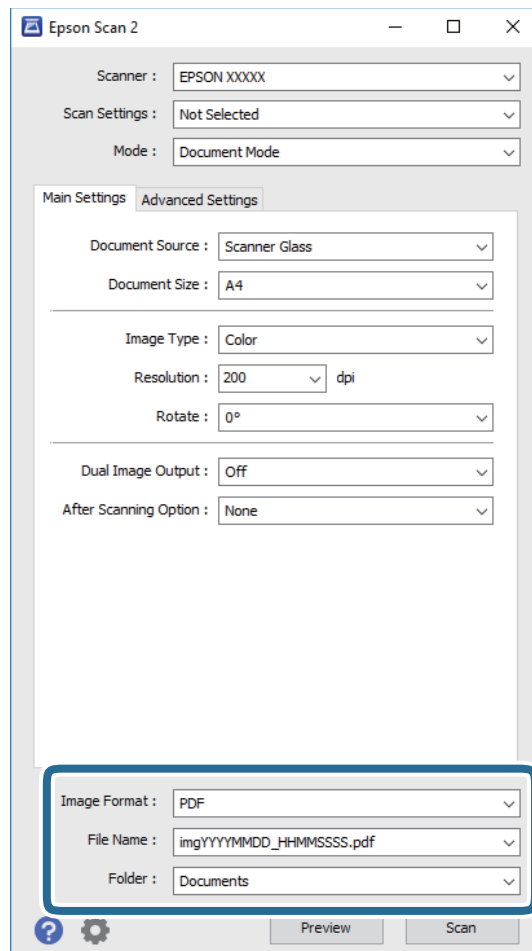 Epson Scan 2
Scanner : EPSON XXXXX
Scan Settings : Not Selected
Mode : Document Mode
Main Settings Advanced Settings
Document Source : Scanner Glass
Document Size : A4
Image Type : Color
Resolution : 200 dpi
Rotate : 0°
Dual Image Output : Off
After Scanning Option : None
Image Format : PDF
File Name : imgYYYYMMDD_HHMMSSSS.pdf
Folder : Documents
? Preview Scan